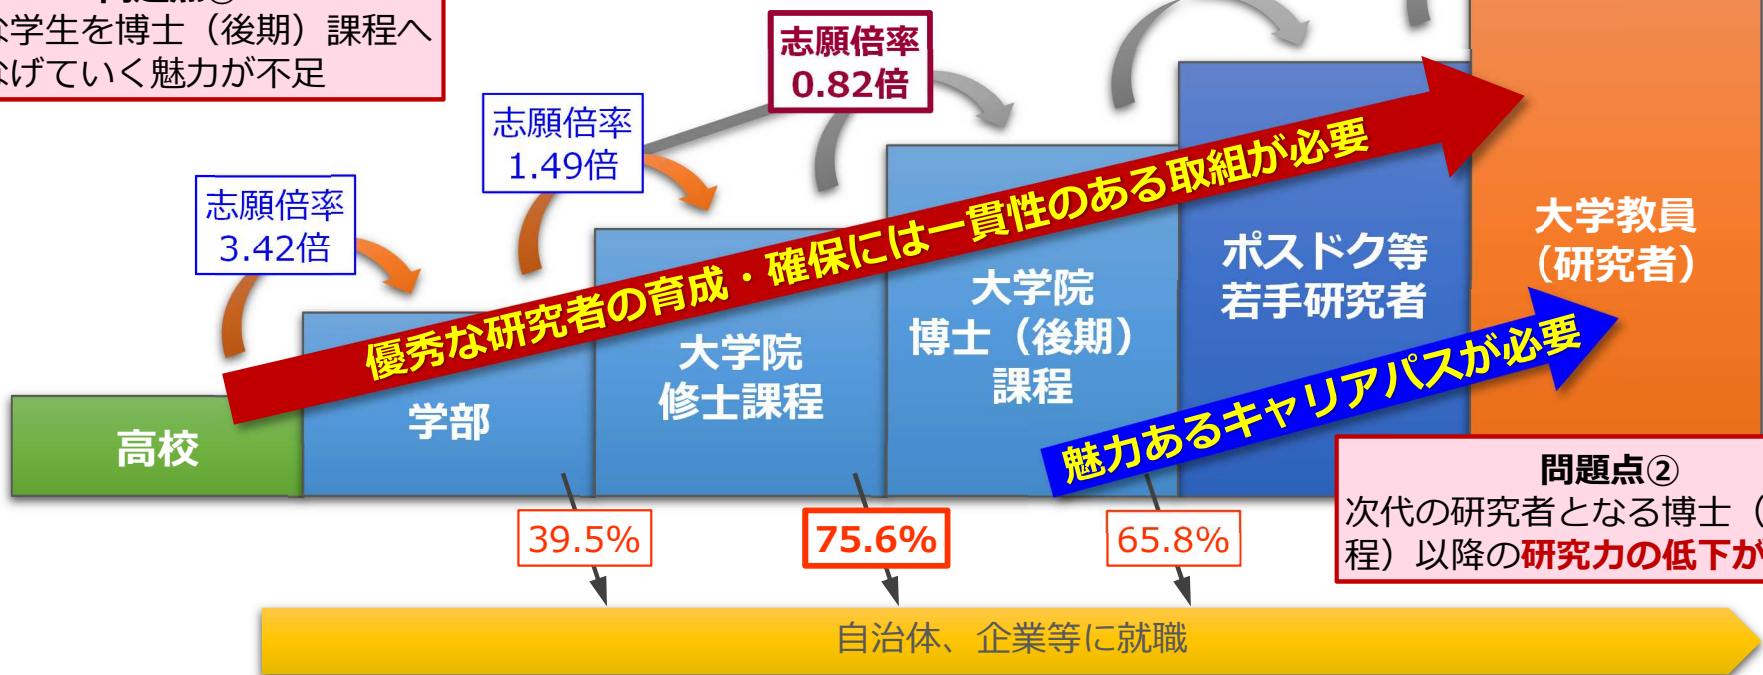 な学生を博士（後期）課程へ
なげていく魅力が不足
志願倍率
0.82倍
志願倍率
1.49倍
志願倍率
3.42倍
優秀な研究者の育成・確保には一貫性のある取組が必要
魅力あるキャリアパスが必要
高校
学部
大学院
修士課程
大学院
博士（後期）
課程
ポスドク等
若手研究者
大学教員
（研究者）
39.5%
75.6%
65.8%
問題点②
次代の研究者となる博士（
程）以降の研究力の低下が
自治体、企業等に就職